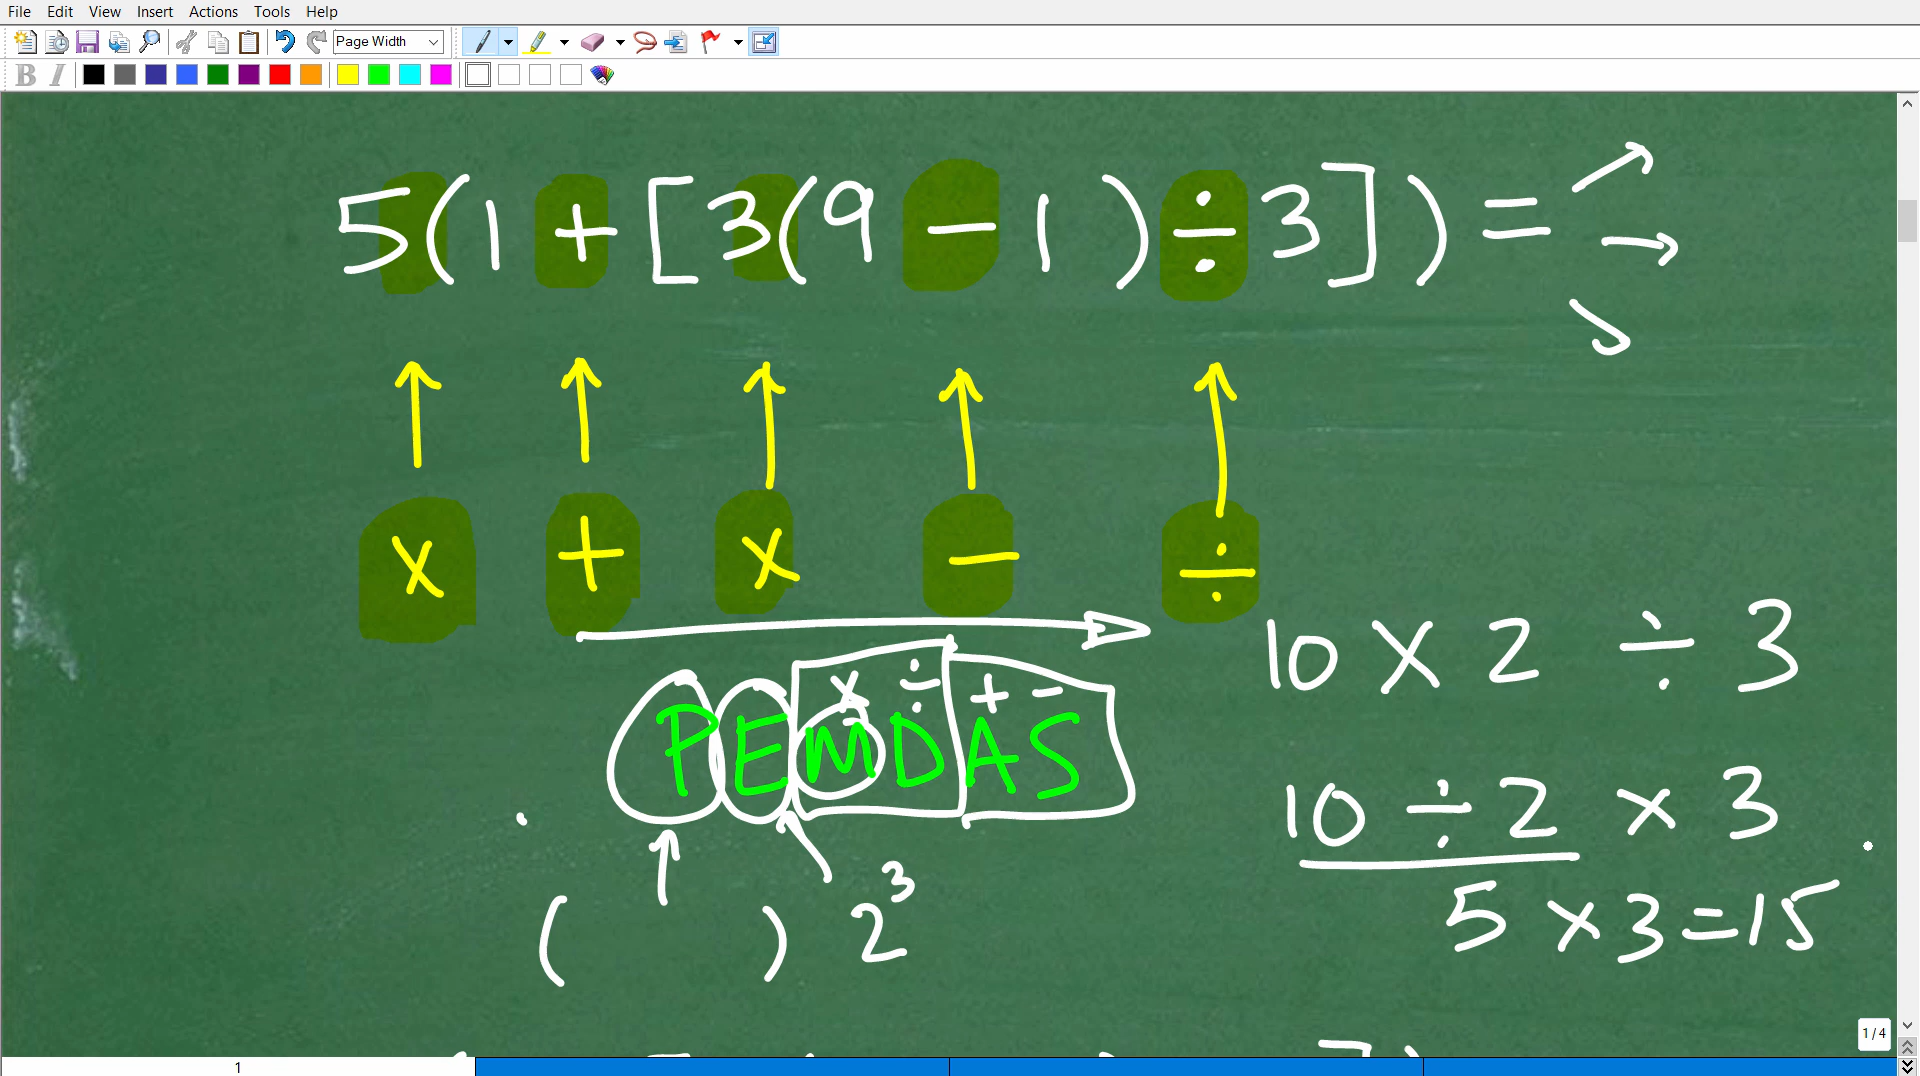 File Edit View Insert Actions Tools Help
Page Width
B I
5(1 + [3(9 - 1) ÷ 3]) =
x + x - ÷
10 x 2 ÷ 3
x ÷ + -
PEMDAS
10 ÷ 2 x 3
5 x 3 = 15
( ) 2³
1 / 4
1